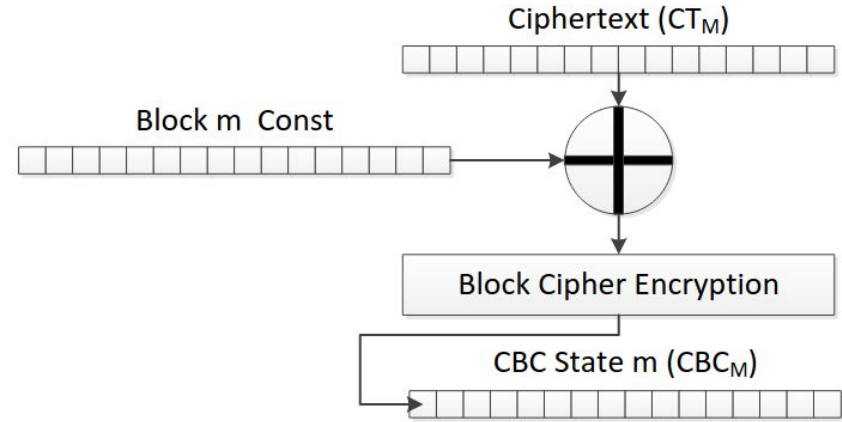 Ciphertext (CT_M)
Block m Const
Block Cipher Encryption
CBC State m (CBC_M)